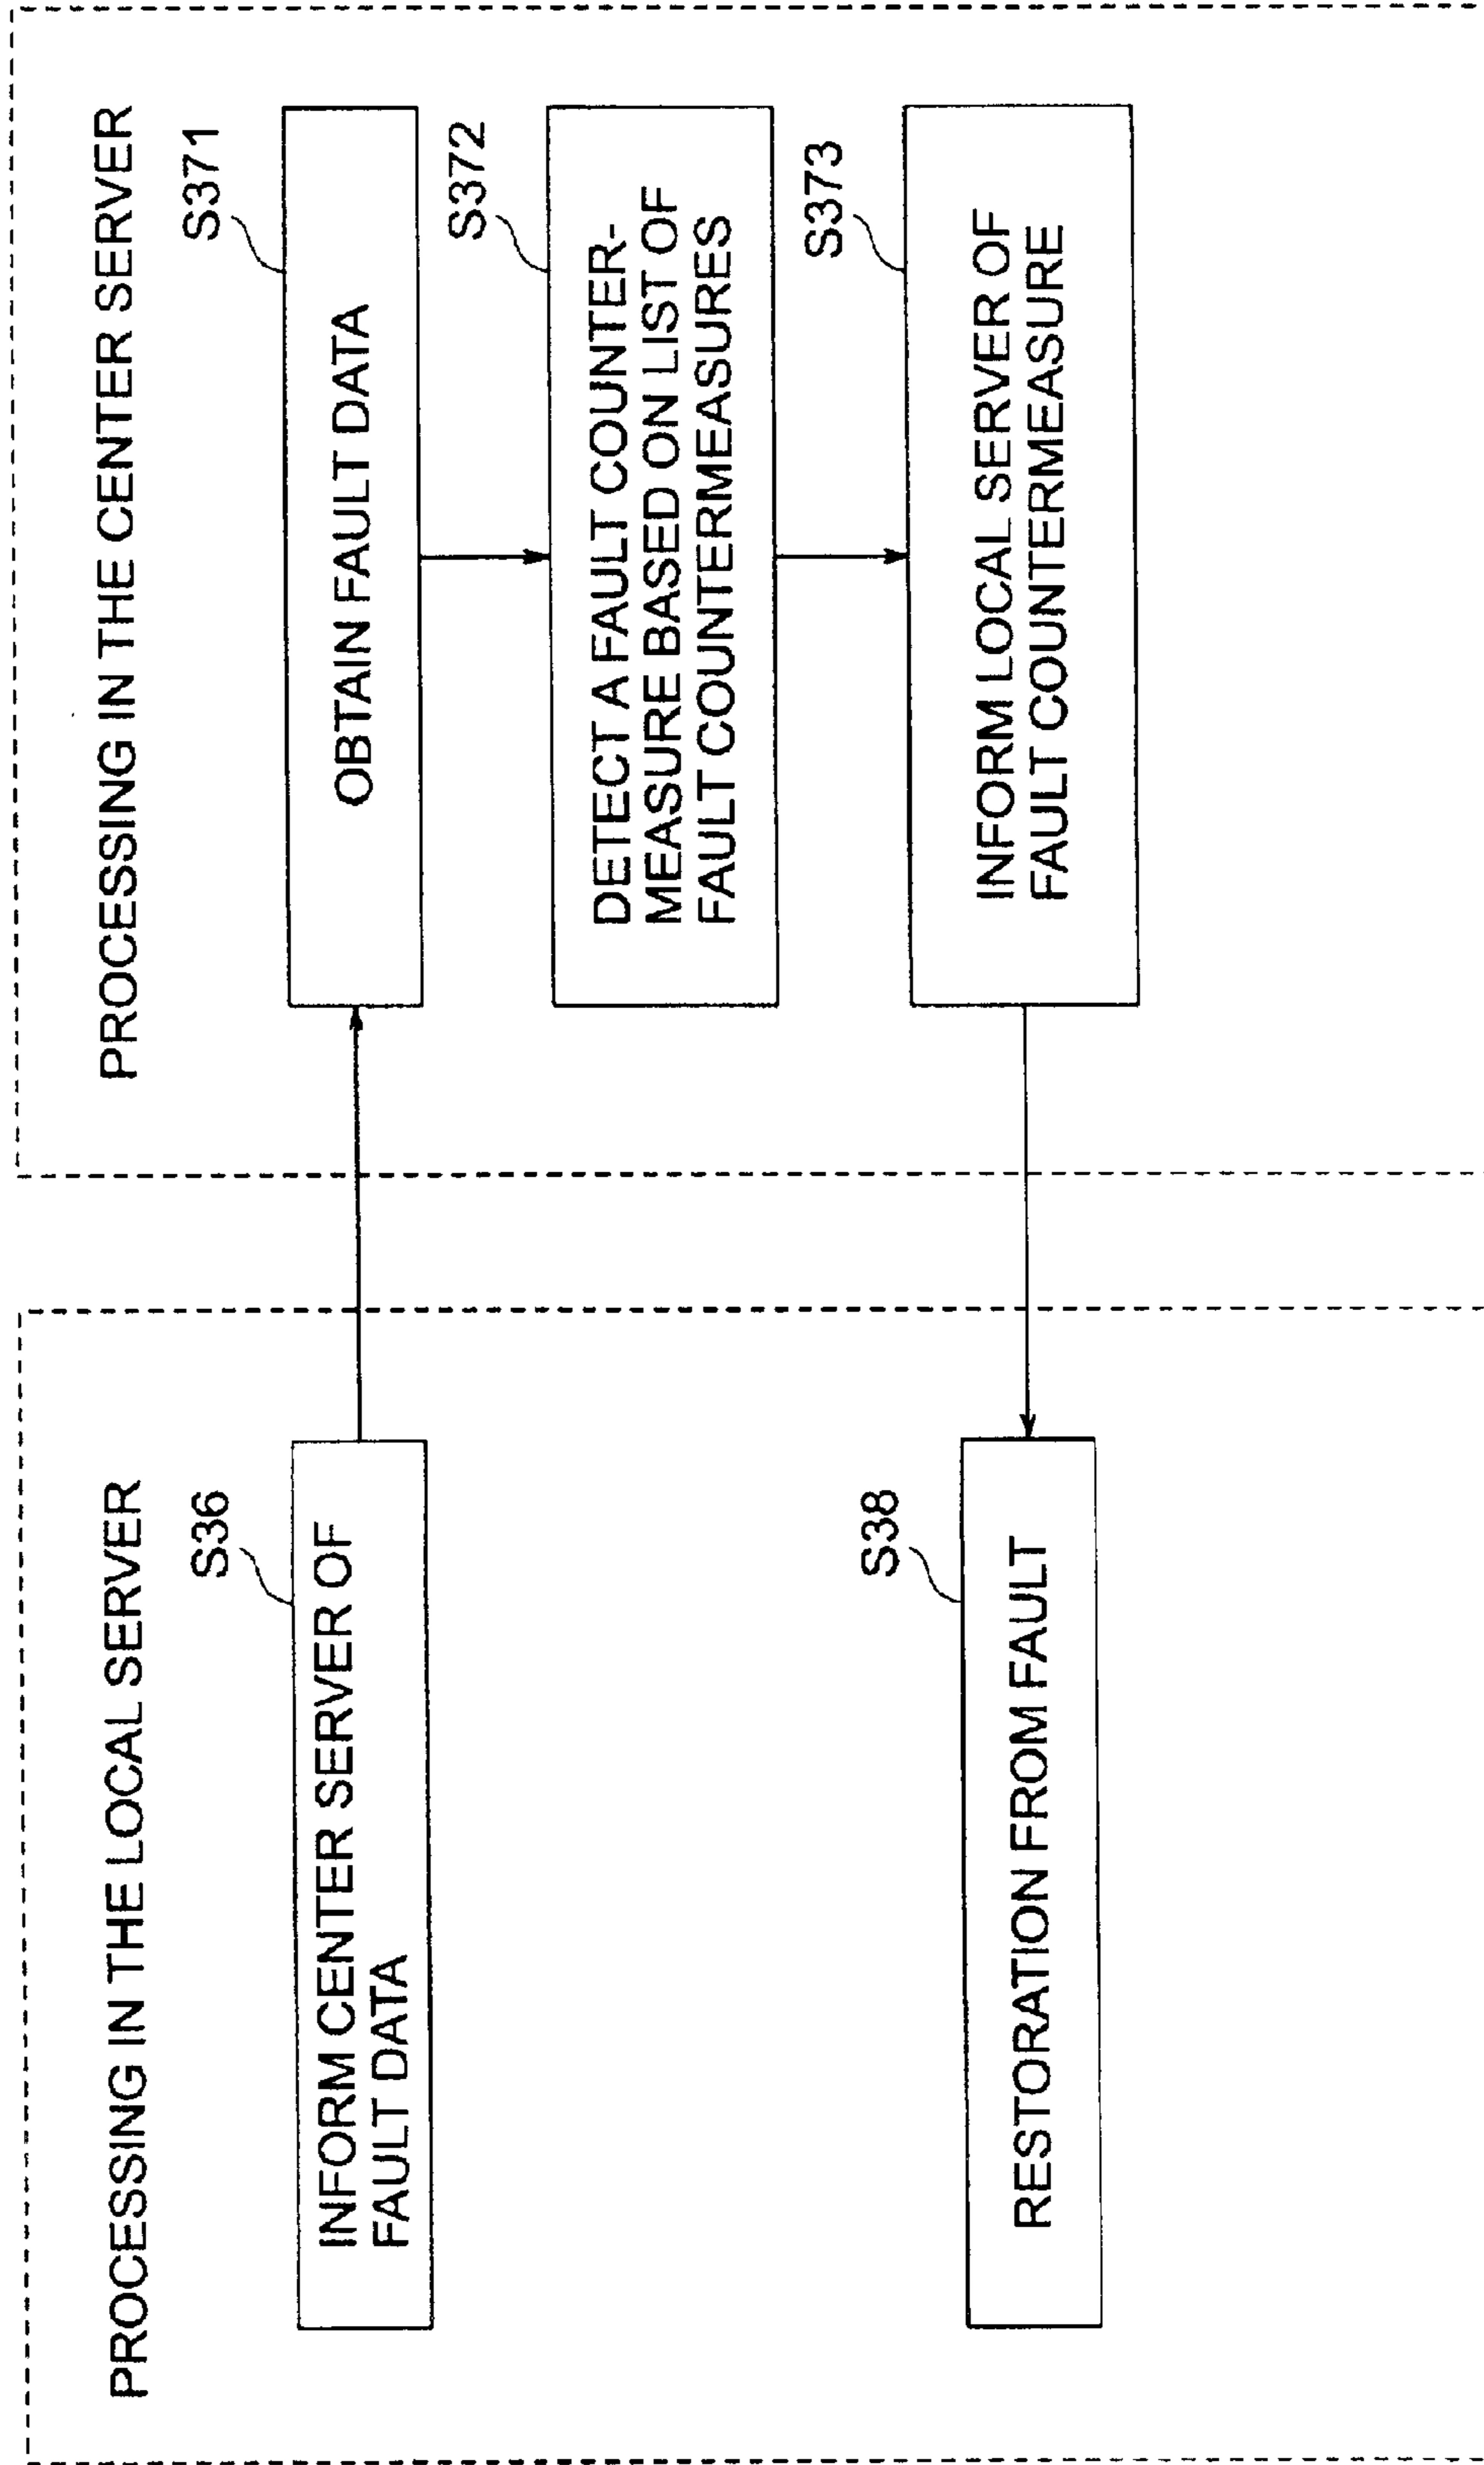 PROCESSING IN THE LOCAL SERVER
S36
INFORM CENTER SERVER OF
FAULT DATA
S38
RESTORATION FROM FAULT
PROCESSING IN THE CENTER SERVER
S371
OBTAIN FAULT DATA
S372
DETECT A FAULT COUNTER-
MEASURE BASED ON LIST OF
FAULT COUNTERMEASURES
S373
INFORM LOCAL SERVER OF
FAULT COUNTERMEASURE